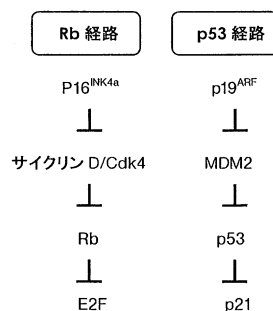 Rb 経路
p53 経路
P16INK4a
p19ARF
サイクリン D/Cdk4
MDM2
Rb
p53
E2F
p21